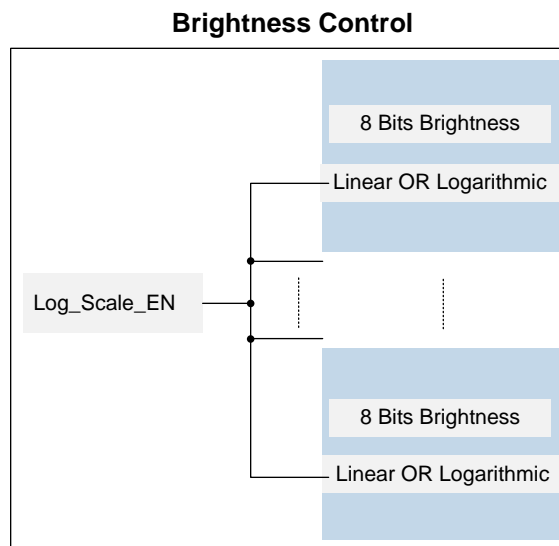 Brightness Control
8 Bits Brightness
Linear OR Logarithmic
Log_Scale_EN
8 Bits Brightness
Linear OR Logarithmic